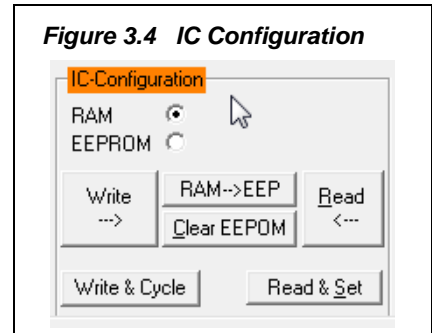 Figure 3.4 IC Configuration
IC-Configuration
RAM
EEPROM
Write
--->
RAM-->EEP
Clear EEPOM
Read
<---
Write & Cycle
Read & Set